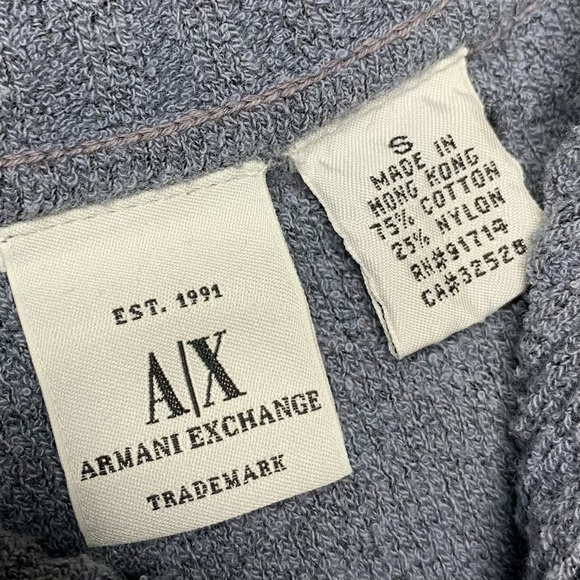 EST. 1991
A|X
ARMANI EXCHANGE
TRADEMARK
S
MADE IN
HONG KONG
75% COTTON
25% NYLON
RN#91714
CA#32528